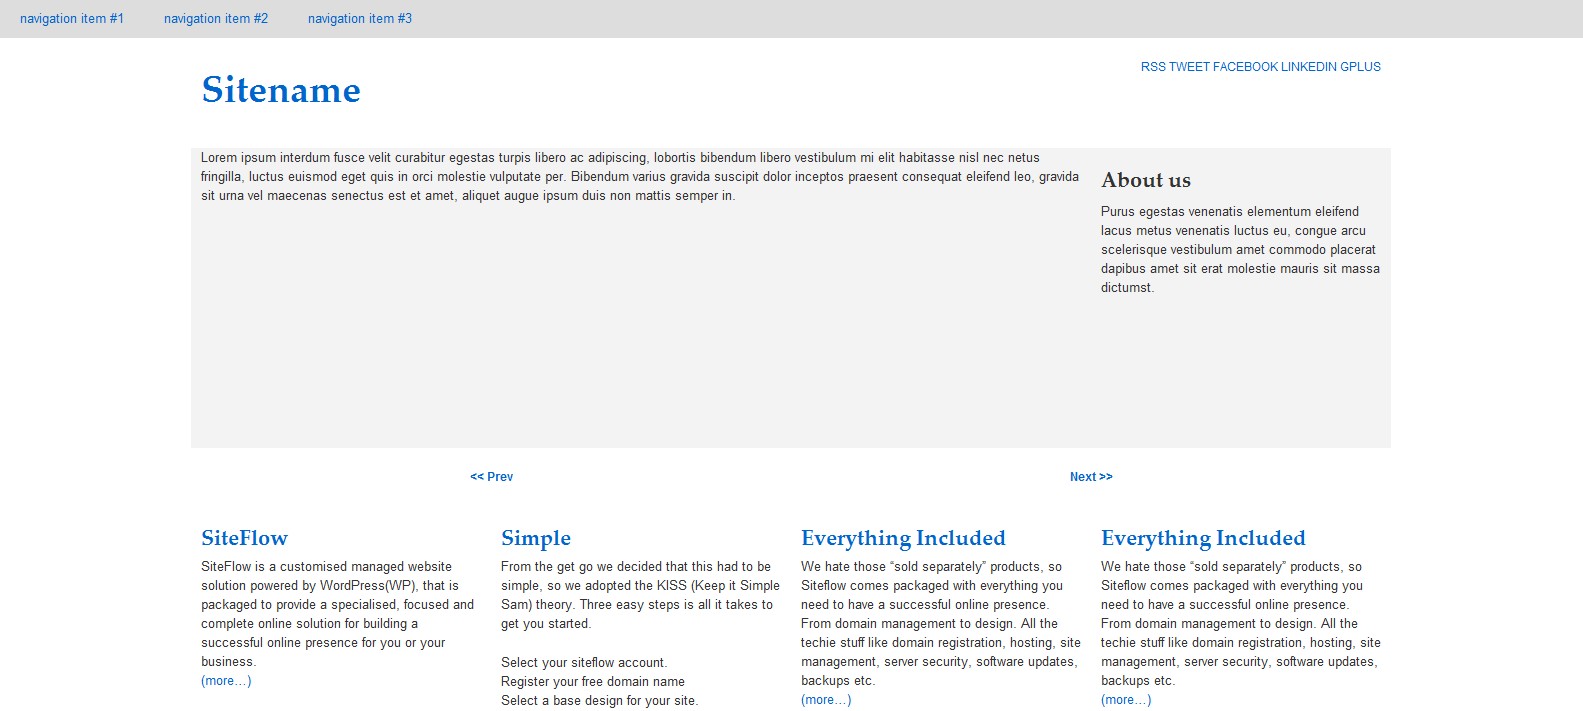 navigation item #1 navigation item #2 navigation item #3
RSS TWEET FACEBOOK LINKEDIN GPLUS
Sitename
Lorem ipsum interdum fusce velit curabitur egestas turpis libero ac adipiscing, lobortis bibendum libero vestibulum mi elit habitasse nisl nec netus
fringilla, luctus euismod eget quis in orci molestie vulputate per. Bibendum varius gravida suscipit dolor inceptos praesent consequat eleifend leo, gravida
sit urna vel maecenas senectus est et amet, aliquet augue ipsum duis non mattis semper in.
About us
Purus egestas venenatis elementum eleifend
lacus metus venenatis luctus eu, congue arcu
scelerisque vestibulum amet commodo placerat
dapibus amet sit erat molestie mauris sit massa
dictumst.
<< Prev
Next >>
SiteFlow
SiteFlow is a customised managed website
solution powered by WordPress(WP), that is
packaged to provide a specialised, focused and
complete online solution for building a
successful online presence for you or your
business.
(more…)
Simple
From the get go we decided that this had to be
simple, so we adopted the KISS (Keep it Simple
Sam) theory. Three easy steps is all it takes to
get you started.
Select your siteflow account.
Register your free domain name
Select a base design for your site.
Everything Included
We hate those “sold separately” products, so
Siteflow comes packaged with everything you
need to have a successful online presence.
From domain management to design. All the
techie stuff like domain registration, hosting, site
management, server security, software updates,
backups etc.
(more…)
Everything Included
We hate those “sold separately” products, so
Siteflow comes packaged with everything you
need to have a successful online presence.
From domain management to design. All the
techie stuff like domain registration, hosting, site
management, server security, software updates,
backups etc.
(more…)